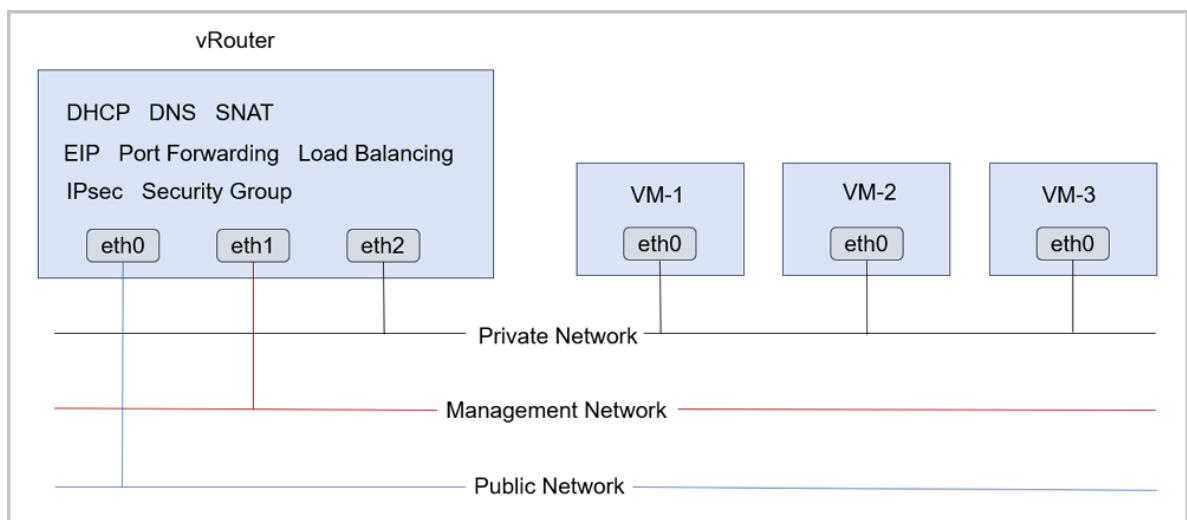 vRouter
DHCP DNS SNAT
EIP Port Forwarding Load Balancing
IPsec Security Group
eth0 eth1 eth2
VM-1 VM-2 VM-3
eth0 eth0 eth0
Private Network
Management Network
Public Network